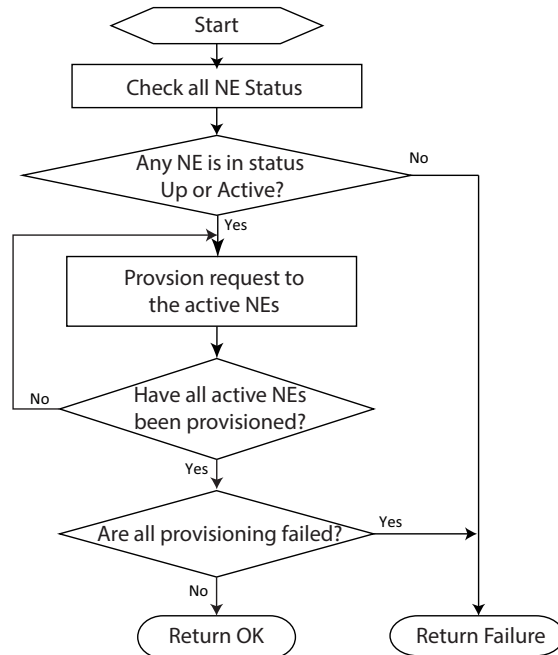 Start
Check all NE Status
Any NE is in status
Up or Active?
No
Yes
Provsion request to
the active NEs
Have all active NEs
been provisioned?
No
Yes
Are all provisioning failed?
Yes
No
Return OK
Return Failure